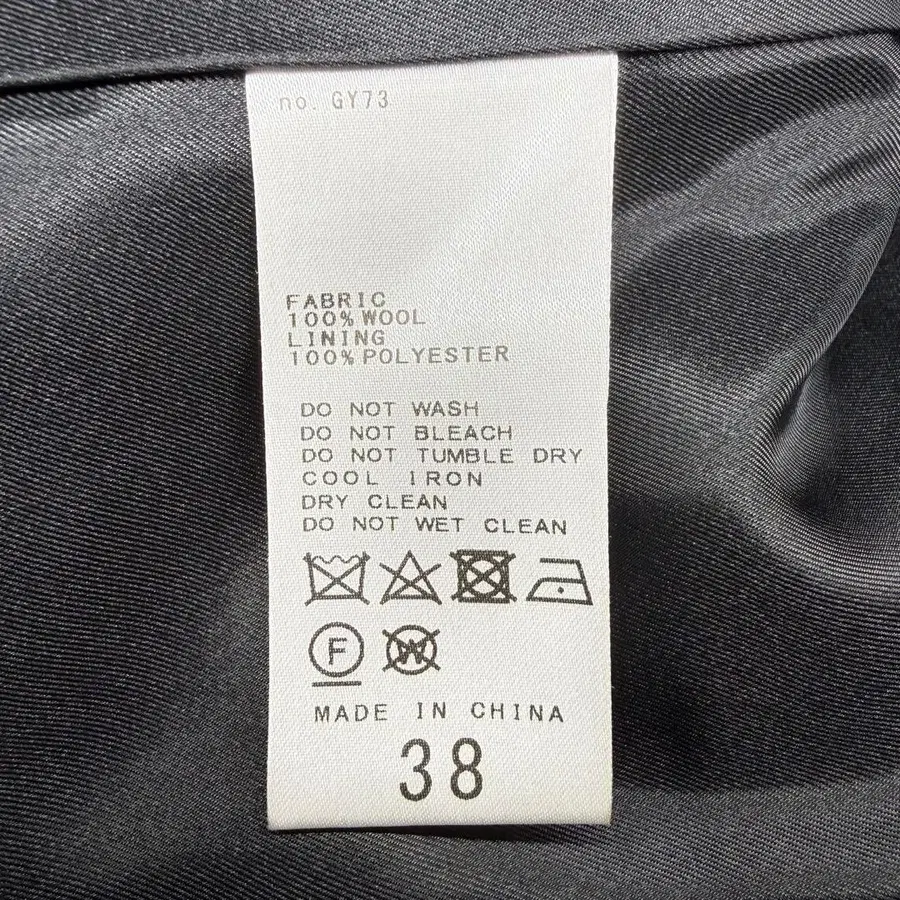 no. GY73
FABRIC
100% WOOL
LINING
100% POLYESTER
DO NOT WASH
DO NOT BLEACH
DO NOT TUMBLE DRY
COOL IRON
DRY CLEAN
DO NOT WET CLEAN
F W
MADE IN CHINA
38